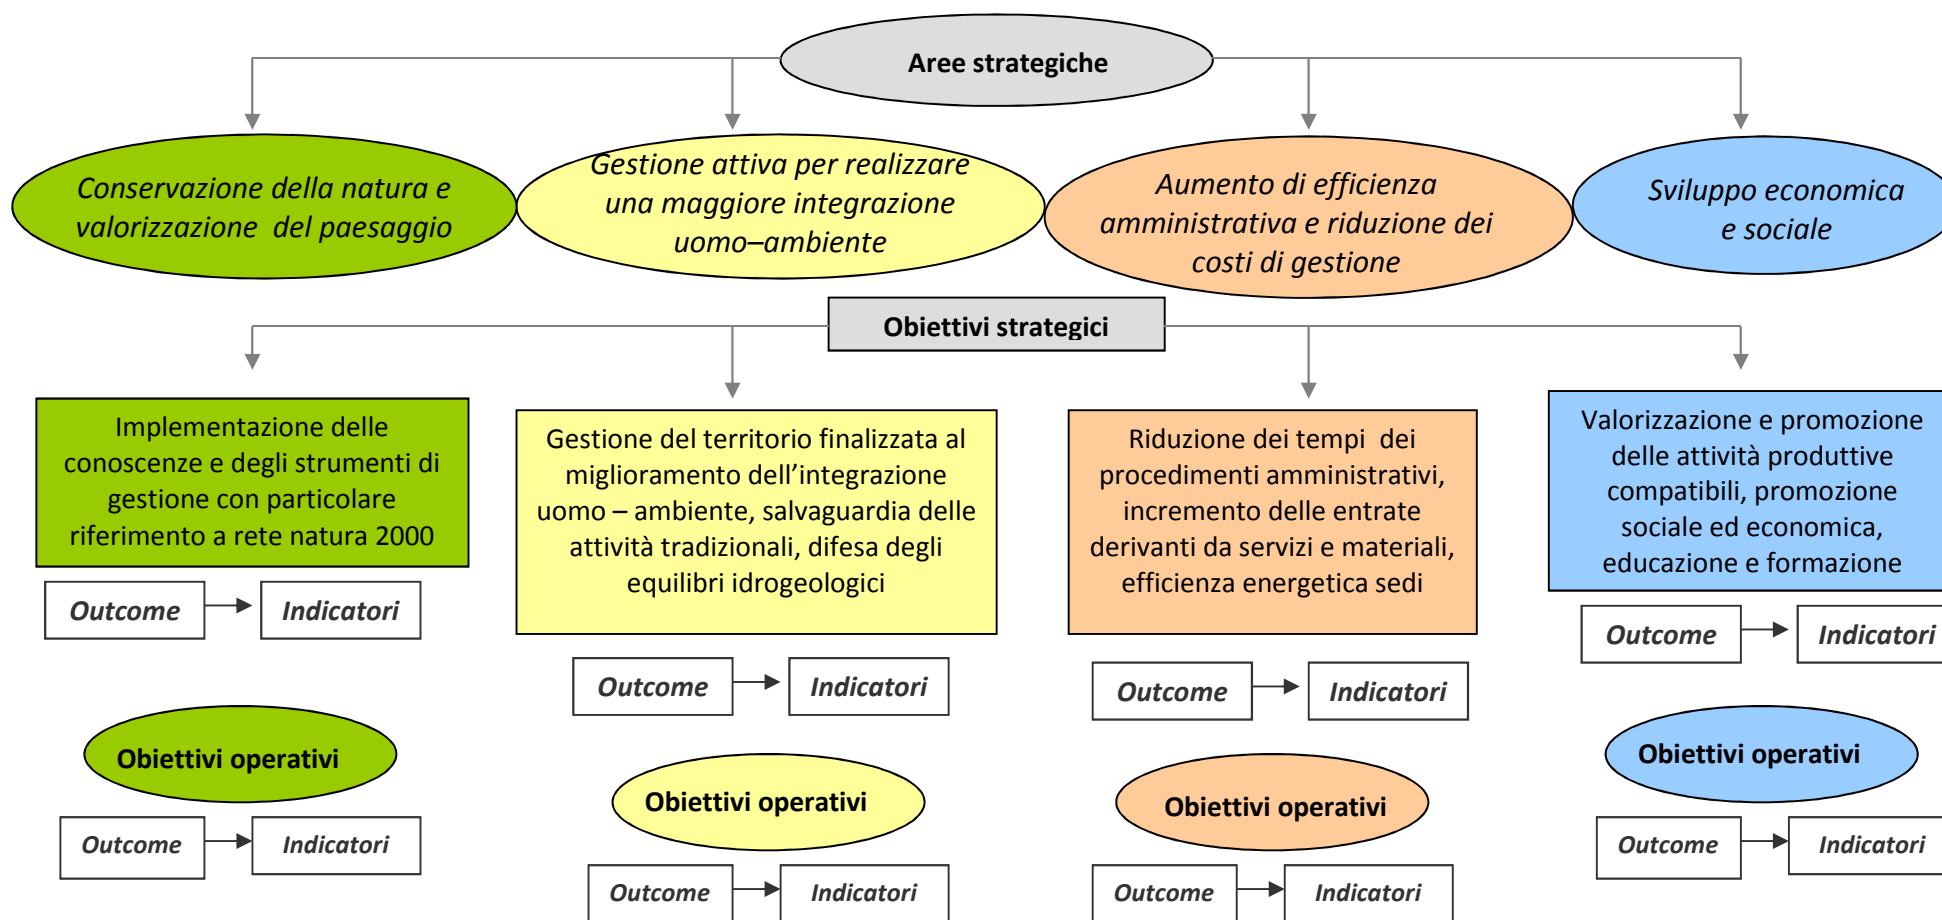 Aree strategiche
Conservazione della natura e
valorizzazione del paesaggio
Gestione attiva per realizzare
una maggiore integrazione
uomo–ambiente
Aumento di efficienza
amministrativa e riduzione dei
costi di gestione
Sviluppo economica
e sociale
Obiettivi strategici
Implementazione delle
conoscenze e degli strumenti di
gestione con particolare
riferimento a rete natura 2000
Gestione del territorio finalizzata al
miglioramento dell’integrazione
uomo – ambiente, salvaguardia delle
attività tradizionali, difesa degli
equilibri idrogeologici
Riduzione dei tempi dei
procedimenti amministrativi,
incremento delle entrate
derivanti da servizi e materiali,
efficienza energetica sedi
Valorizzazione e promozione
delle attività produttive
compatibili, promozione
sociale ed economica,
educazione e formazione
Outcome
Indicatori
Outcome
Indicatori
Outcome
Indicatori
Outcome
Indicatori
Obiettivi operativi
Obiettivi operativi
Obiettivi operativi
Obiettivi operativi
Outcome
Indicatori
Outcome
Indicatori
Outcome
Indicatori
Outcome
Indicatori